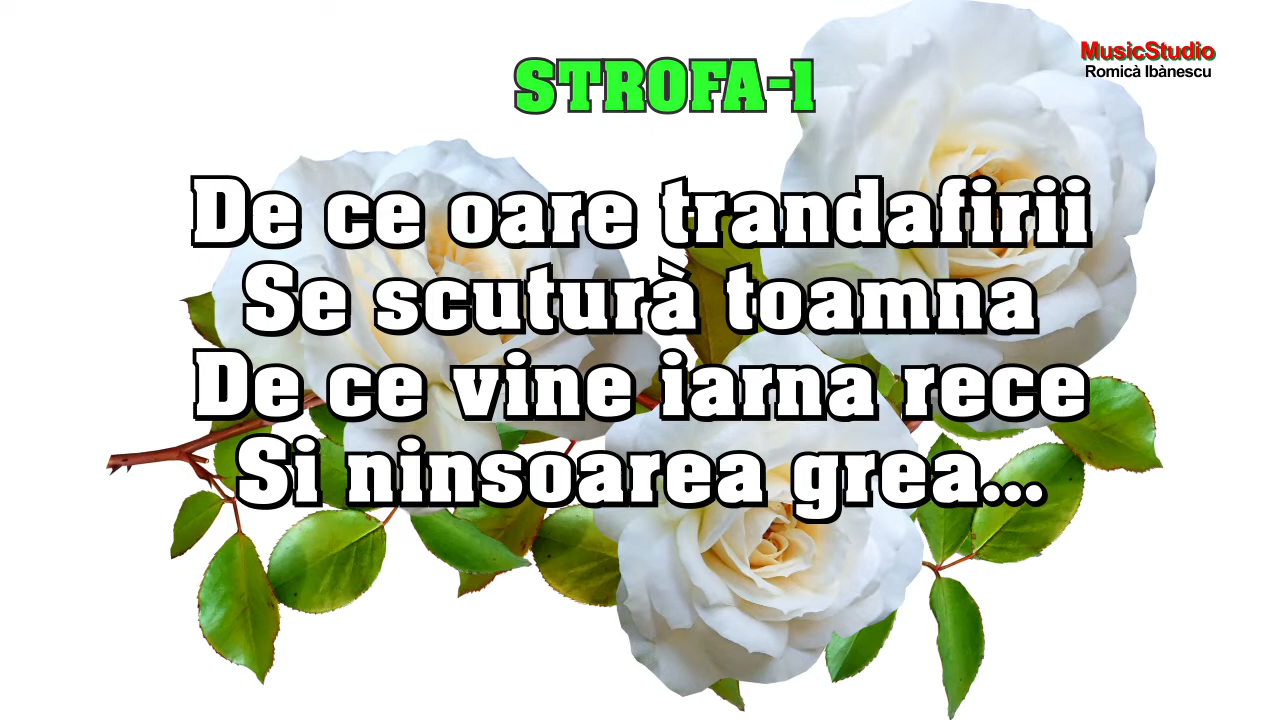 MusicStudio
Romicà Ibànescu
STROFA-1
De ce oare trandafirii
Se scuturà toamna
De ce vine iarna rece
Si ninsoarea grea...